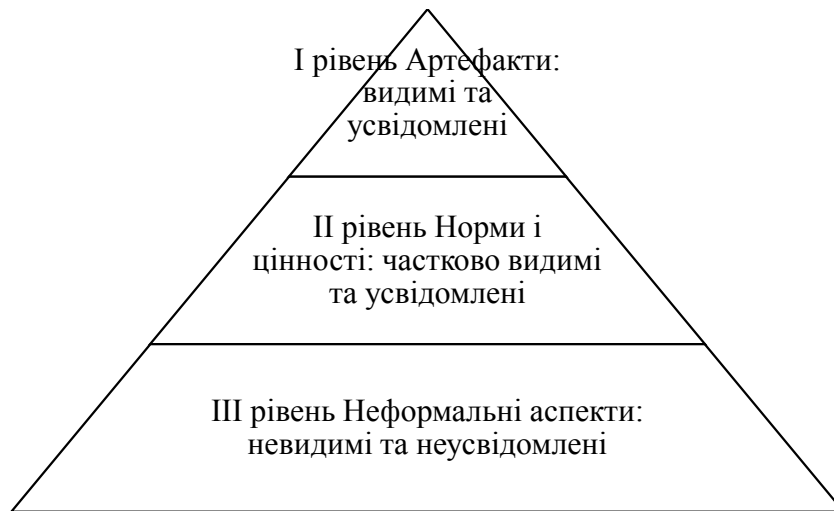 І рівень Артефакти:
видимі та
усвідомлені
ІІ рівень Норми і
цінності: частково видимі
та усвідомлені
ІІІ рівень Неформальні аспекти:
невидимі та неусвідомлені